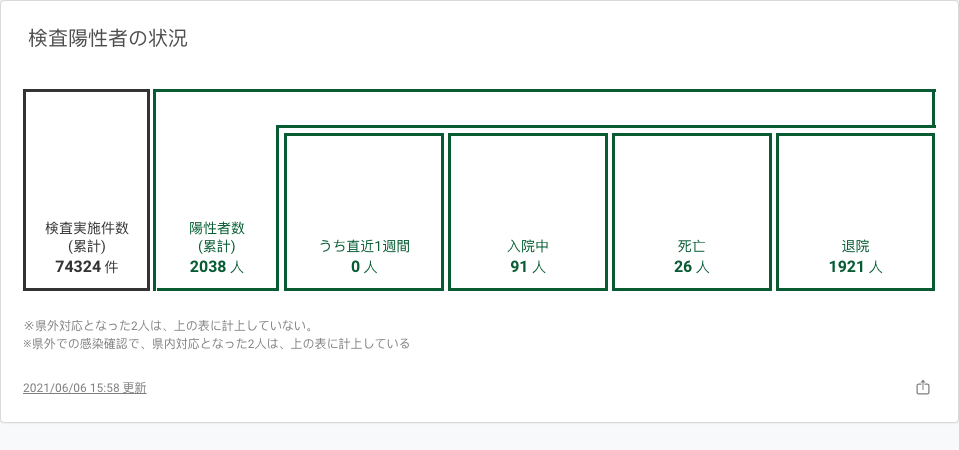 検査陽性者の状況
検査実施件数
(累計)
74324 件
陽性者数
(累計)
2038 人
うち直近1週間
0 人
入院中
91 人
死亡
26 人
退院
1921 人
※県外対応となった2人は、上の表に計上していない。
※県外での感染確認で、県内対応となった2人は、上の表に計上している
2021/06/06 15:58 更新